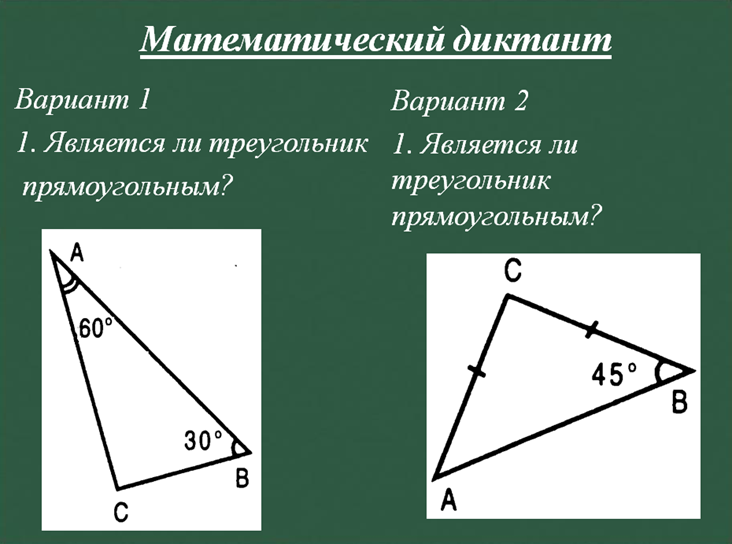 Математический диктант
Вариант 1
1. Является ли треугольник
прямоугольным?
A
60°
30°
B
C
Вариант 2
1. Является ли
треугольник
прямоугольным?
C
45°
B
A